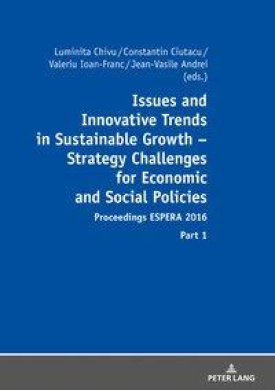 Luminita Chivu / Constantin Ciutacu /
Valeriu Ioan-Franc / Jean-Vasile Andrei
(eds.)
Issues and
Innovative Trends
in Sustainable Growth –
Strategy Challenges
for Economic
and Social Policies
Proceedings ESPERA 2016
Part 1
PETER LANG